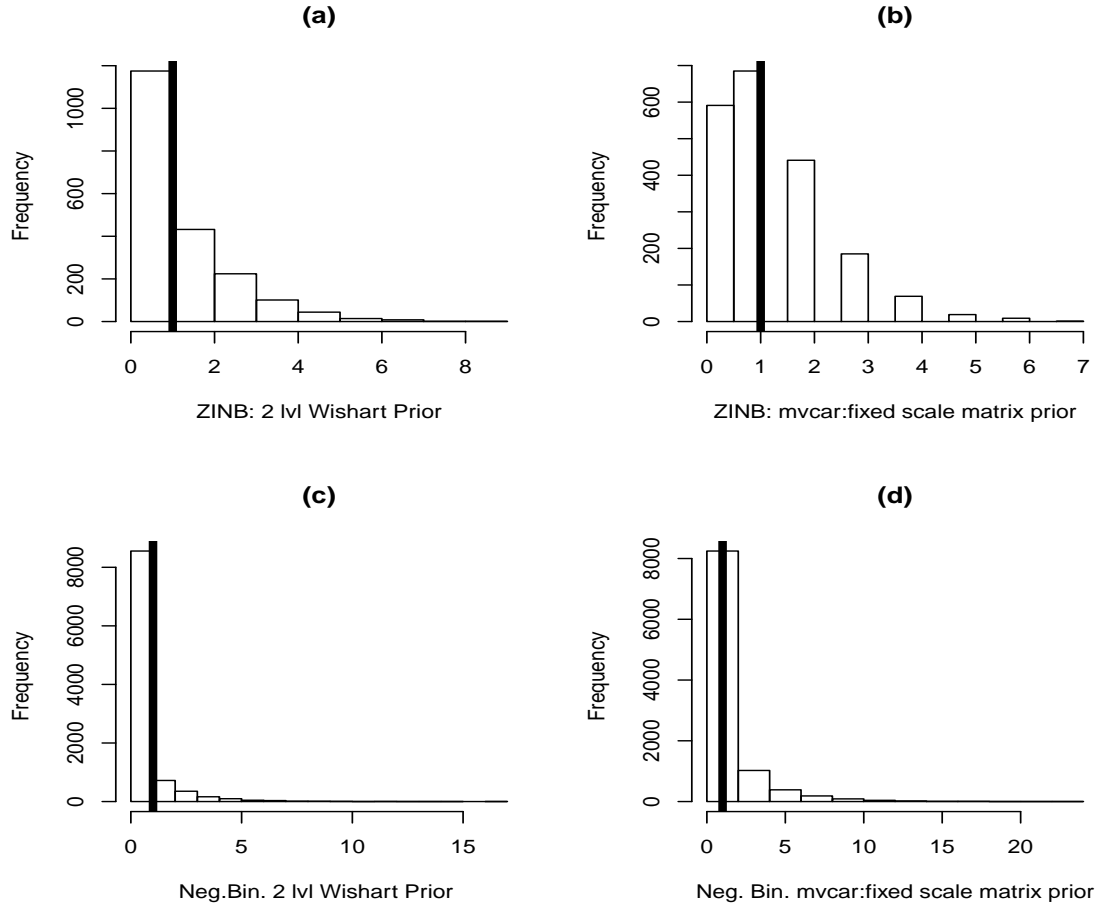 (a)
Frequency
0 200 600 1000
0 2 4 6 8
ZINB: 2 lvl Wishart Prior
(b)
Frequency
0 200 400 600
0 1 2 3 4 5 6 7
ZINB: mvcar:fixed scale matrix prior
(c)
Frequency
0 2000 4000 6000 8000
0 5 10 15
Neg.Bin. 2 lvl Wishart Prior
(d)
Frequency
0 2000 4000 6000 8000
0 5 10 15 20
Neg. Bin. mvcar:fixed scale matrix prior